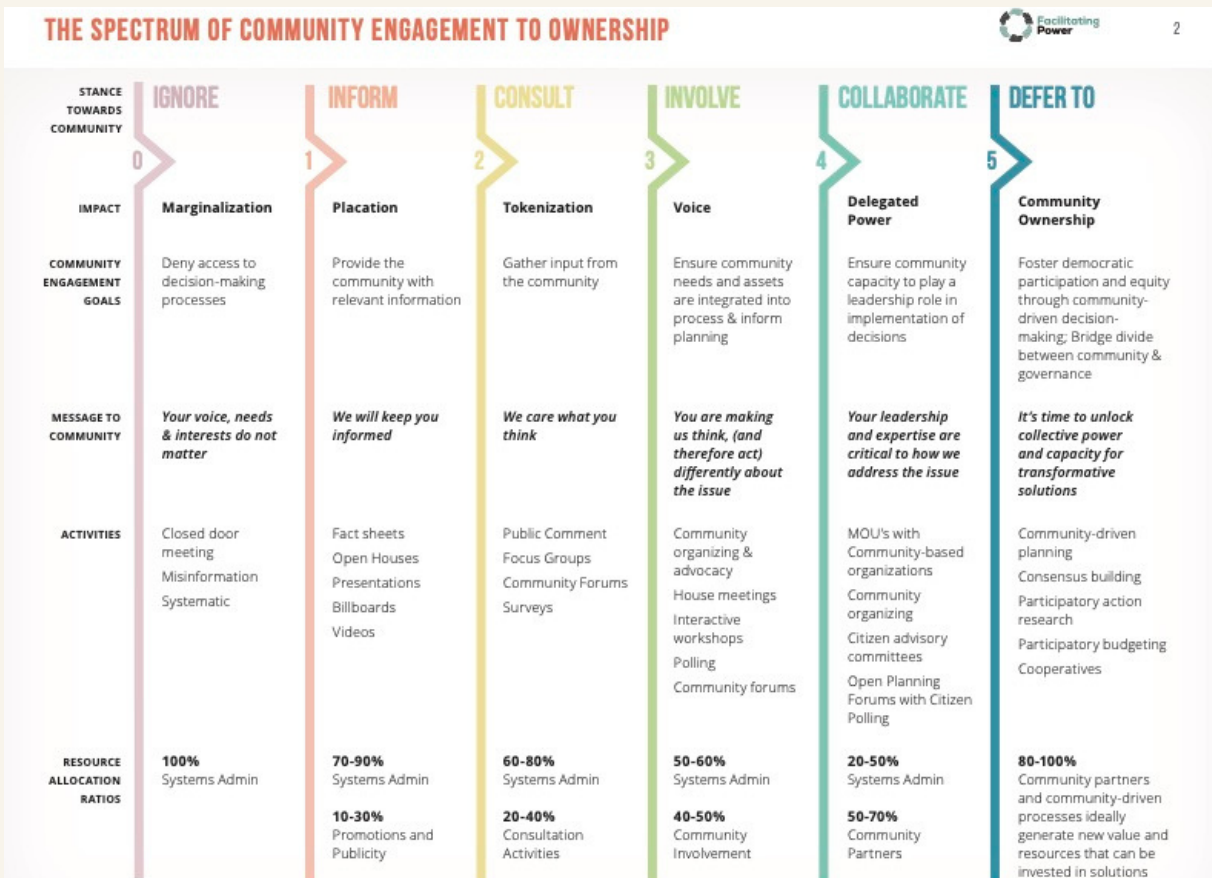 THE SPECTRUM OF COMMUNITY ENGAGEMENT TO OWNERSHIP
Facilitating
Power
2
STANCE
TOWARDS
COMMUNITY
IGNORE
INFORM
CONSULT
INVOLVE
COLLABORATE
DEFER TO
0
1
2
3
4
5
IMPACT
Marginalization
Placation
Tokenization
Voice
Delegated
Power
Community
Ownership
COMMUNITY
ENGAGEMENT
GOALS
Deny access to
decision-making
processes
Provide the
community with
relevant information
Gather input from
the community
Ensure community
needs and assets
are integrated into
process & inform
planning
Ensure community
capacity to play a
leadership role in
implementation of
decisions
Foster democratic
participation and equity
through community-
driven decision-
making; Bridge divide
between community &
governance
MESSAGE TO
COMMUNITY
Your voice, needs
& interests do not
matter
We will keep you
informed
We care what you
think
You are making
us think, (and
therefore act)
differently about
the issue
Your leadership
and expertise are
critical to how we
address the issue
It's time to unlock
collective power
and capacity for
transformative
solutions
ACTIVITIES
Closed door
meeting
Misinformation
Systematic
Fact sheets
Open Houses
Presentations
Billboards
Videos
Public Comment
Focus Groups
Community Forums
Surveys
Community
organizing &
advocacy
House meetings
Interactive
workshops
Polling
Community forums
MOU's with
Community-based
organizations
Community
organizing
Citizen advisory
committees
Open Planning
Forums with Citizen
Polling
Community-driven
planning
Consensus building
Participatory action
research
Participatory budgeting
Cooperatives
RESOURCE
ALLOCATION
RATIOS
100%
Systems Admin
70-90%
Systems Admin
10-30%
Promotions and
Publicity
60-80%
Systems Admin
20-40%
Consultation
Activities
50-60%
Systems Admin
40-50%
Community
Involvement
20-50%
Systems Admin
50-70%
Community
Partners
80-100%
Community partners
and community-driven
processes ideally
generate new value and
resources that can be
invested in solutions